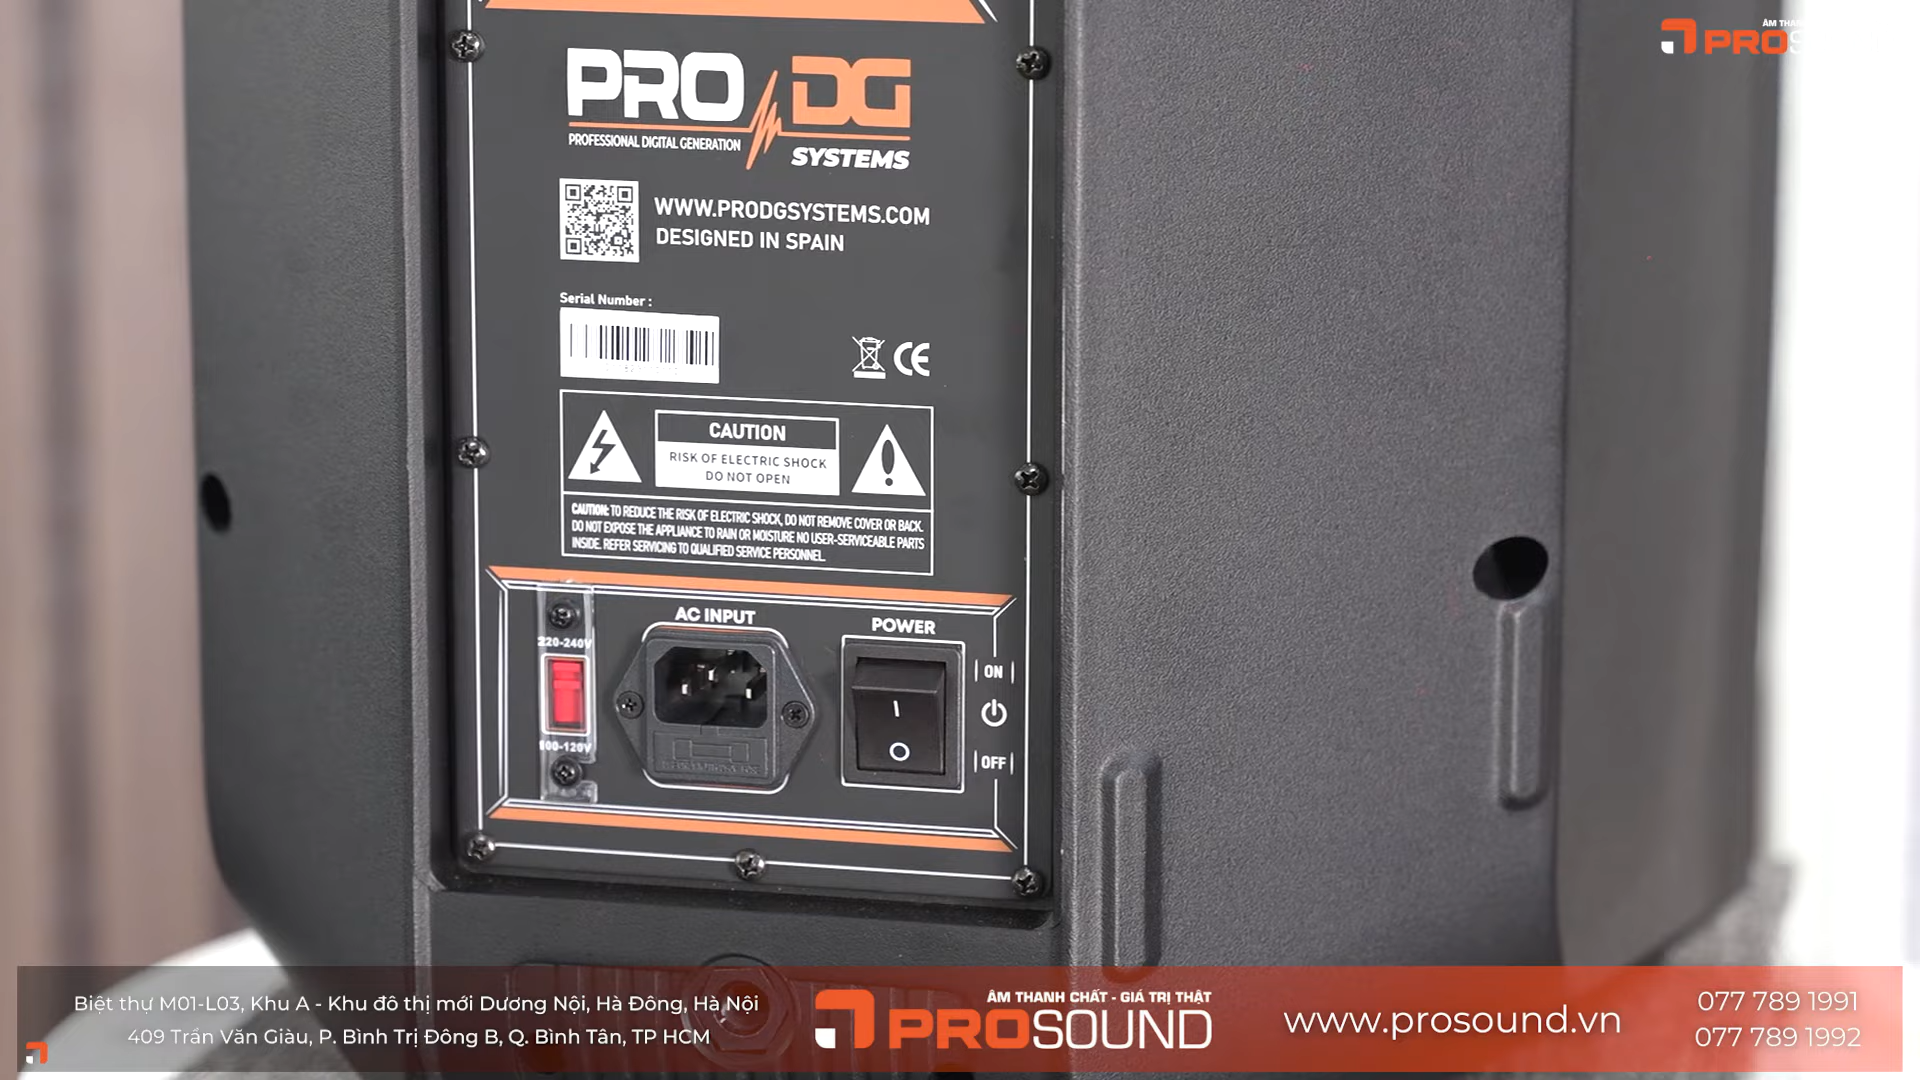 ÂM THANH
PROS
PRO DG
PROFESSIONAL DIGITAL GENERATION
SYSTEMS
WWW.PRODGSYSTEMS.COM
DESIGNED IN SPAIN
Serial Number :
CE
CAUTION
RISK OF ELECTRIC SHOCK
DO NOT OPEN
CAUTION: TO REDUCE THE RISK OF ELECTRIC SHOCK, DO NOT REMOVE COVER OR BACK.
DO NOT EXPOSE THE APPLIANCE TO RAIN OR MOISTURE NO USER-SERVICEABLE PARTS
INSIDE. REFER SERVICING TO QUALIFIED SERVICE PERSONNEL.
220-240V
100-120V
AC INPUT
POWER
ON
OFF
Biệt thự M01-L03, Khu A - Khu đô thị mới Dương Nội, Hà Đông, Hà Nội
409 Trần Văn Giàu, P. Bình Trị Đông B, Q. Bình Tân, TP HCM
ÂM THANH CHẤT - GIÁ TRỊ THẬT
PROSOUND
www.prosound.vn
077 789 1991
077 789 1992